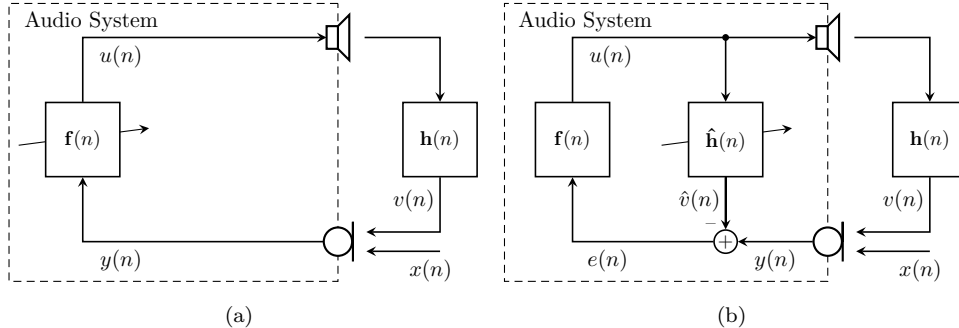 Audio System
u(n)
f(n)
h(n)
v(n)
y(n)
x(n)
(a)
Audio System
u(n)
f(n)
ĥ(n)
h(n)
v̂(n)
v(n)
−
+
e(n)
y(n)
x(n)
(b)